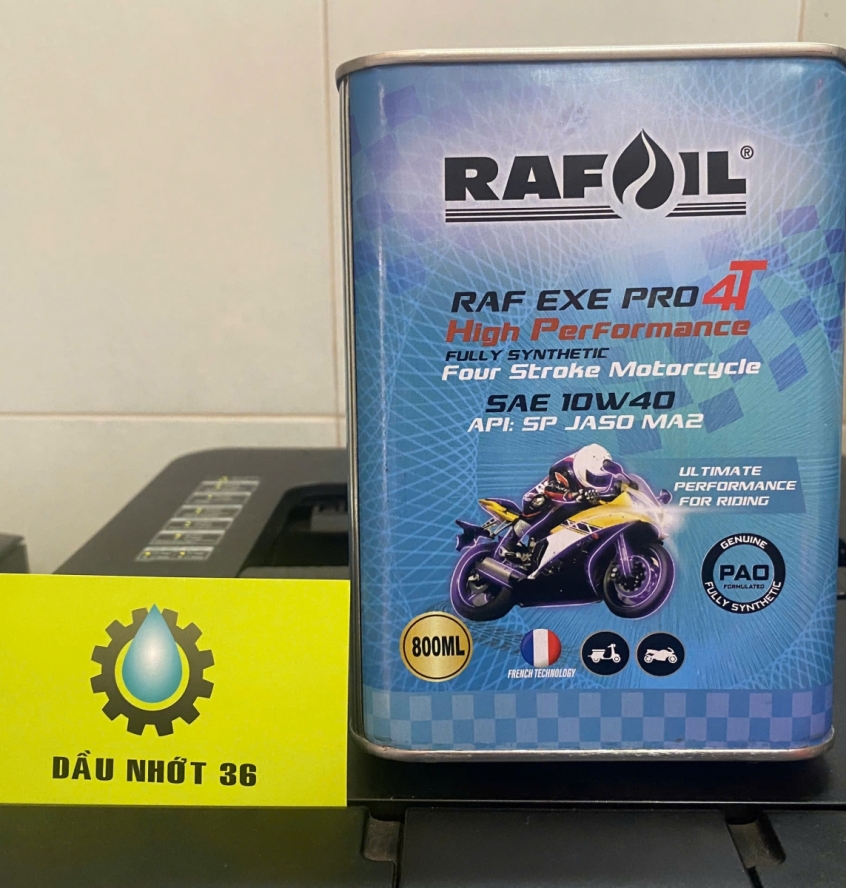 RAFOIL®
RAF EXE PRO 4T
High Performance
FULLY SYNTHETIC
Four Stroke Motorcycle
SAE 10W40
API: SP JASO MA2
ULTIMATE
PERFORMANCE
FOR RIDING
GENUINE
PAO
FORMULATED
FULLY SYNTHETIC
800ML
FRENCH TECHNOLOGY
DẦU NHỚT 36